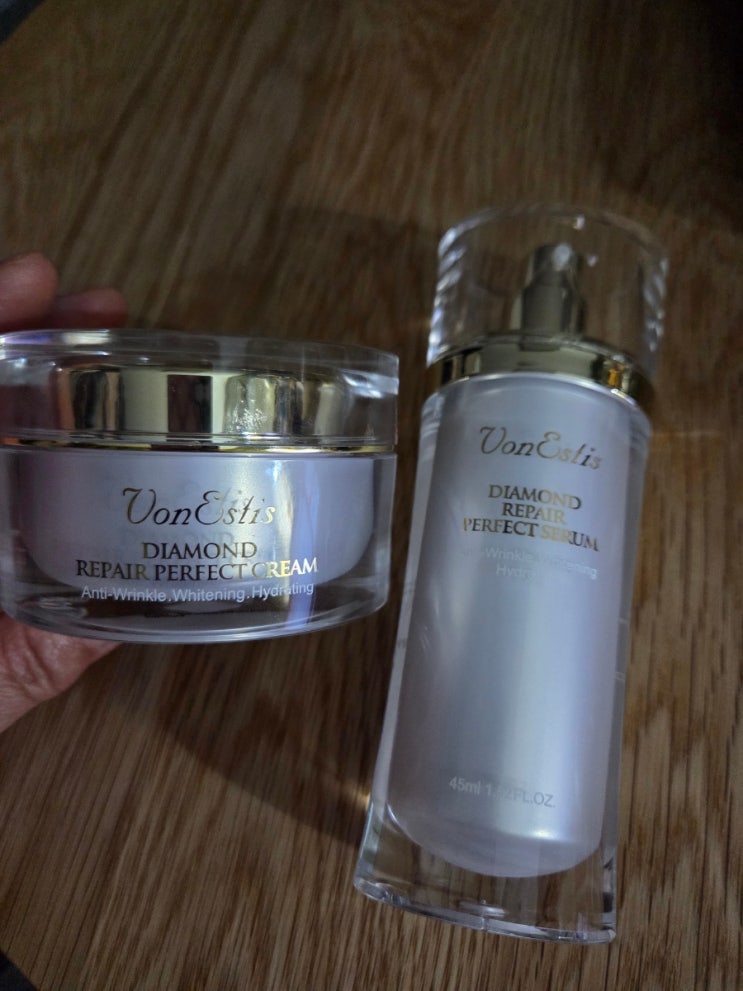 VonEstis
DIAMOND
REPAIR PERFECT CREAM
Anti-Wrinkle.Whitening.Hydrating
VonEstis
DIAMOND
REPAIR
PERFECT SERUM
45ml